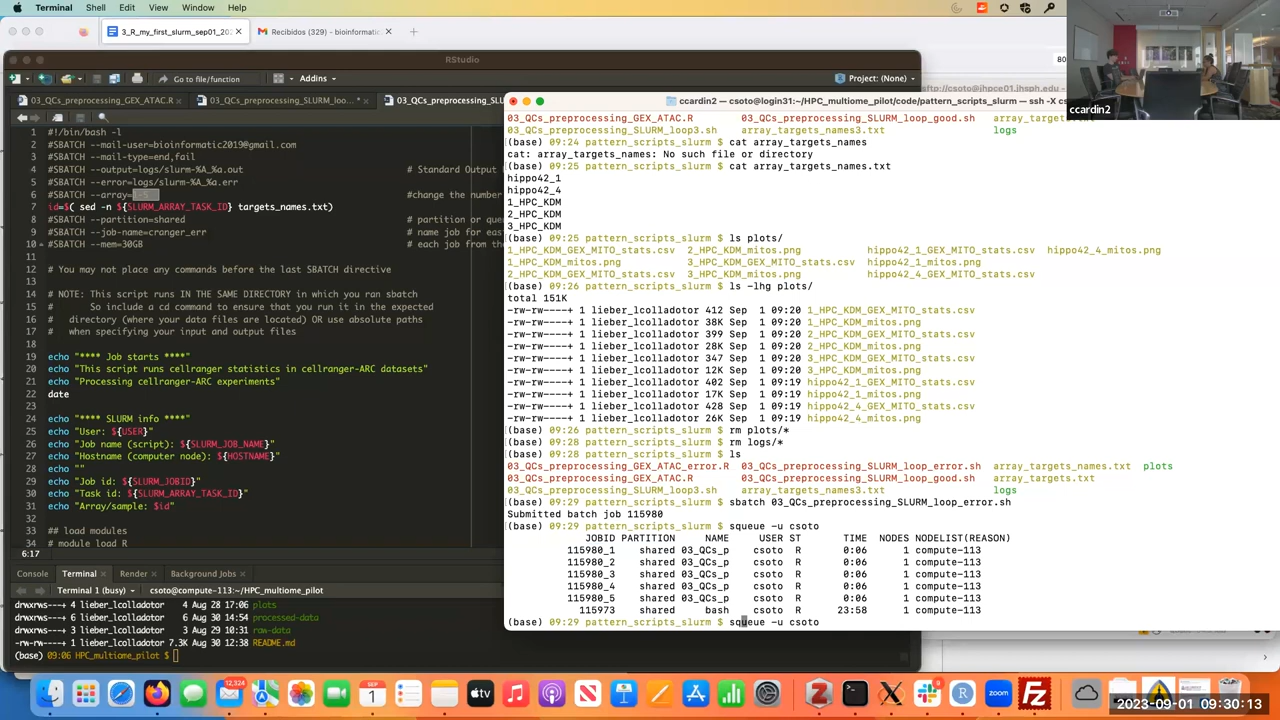 Terminal Shell Edit View Window Help
3_R_my_first_slurm_sep01_202
Recibidos (329) - bioinformatic
RStudio
Go to file/function
Addins
Project: (None)
80
03_QCs_preprocessing_GEX_ATAC.R
03_QCs_preprocessing_SLURM_loo...
03_QCs_preprocessing_SL
sftp://csoto@jhpce01.jhsph.edu -
ccardin2
ccardin2 — csoto@login31:~/HPC_multiome_pilot/code/pattern_scripts_slurm — ssh -X cs
1 #!/bin/bash -l
2 #SBATCH --mail-user=bioinformatic2019@gmail.com
3 #SBATCH --mail-type=end,fail
4 #SBATCH --output=logs/slurm-%A_%a.out # Standard Output
5 #SBATCH --error=logs/slurm-%A_%a.err
6 #SBATCH --array=1-5 #change the number
7 id=$( sed -n ${SLURM_ARRAY_TASK_ID} targets_names.txt)
8 #SBATCH --partition=shared # partition or que
9 #SBATCH --job-name=cranger_err # name job for eas
10 #SBATCH --mem=30GB # each job from the
11
12 # You may not place any commands before the last SBATCH directive
13
14 # NOTE: This script runs IN THE SAME DIRECTORY in which you ran sbatch
15 # So include a cd command to ensure that you run it in the expected
16 # directory (where your data files are located) OR use absolute paths
17 # when specifying your input and output files
18
19 echo "**** Job starts ****"
20 echo "This script runs cellranger statistics in cellranger-ARC datasets"
21 echo "Processing cellranger-ARC experiments"
22 date
23
24 echo "**** SLURM info ****"
25 echo "User: ${USER}"
26 echo "Job name (script): ${SLURM_JOB_NAME}"
27 echo "Hostname (computer node): ${HOSTNAME}"
28 echo ""
29 echo "Job id: ${SLURM_JOBID}"
30 echo "Task id: ${SLURM_ARRAY_TASK_ID}"
31 echo "Array/sample: $id"
32
33 ## load modules
34 # module load R
6:17
Console Terminal Render Background Jobs
Terminal 1 (busy) csoto@compute-113:~/HPC_multiome_pilot
drwxrws---+ 4 lieber_lcolladotor 4 Aug 28 17:06 plots
drwxrws---+ 6 lieber_lcolladotor 6 Aug 30 14:54 processed-data
drwxrws---+ 3 lieber_lcolladotor 4 Aug 29 10:31 raw-data
-rw-rw----+ 1 lieber_lcolladotor 7.3K Aug 30 12:38 README.md
(base) 09:06 HPC_multiome_pilot $
03_QCs_preprocessing_GEX_ATAC.R 03_QCs_preprocessing_SLURM_loop_good.sh array_targets
03_QCs_preprocessing_SLURM_loop3.sh array_targets_names3.txt logs
(base) 09:24 pattern_scripts_slurm $ cat array_targets_names
cat: array_targets_names: No such file or directory
(base) 09:25 pattern_scripts_slurm $ cat array_targets_names.txt
hippo42_1
hippo42_4
1_HPC_KDM
2_HPC_KDM
3_HPC_KDM
(base) 09:25 pattern_scripts_slurm $ ls plots/
1_HPC_KDM_GEX_MITO_stats.csv 2_HPC_KDM_mitos.png hippo42_1_GEX_MITO_stats.csv hippo42_4_mitos.png
1_HPC_KDM_mitos.png 3_HPC_KDM_GEX_MITO_stats.csv hippo42_1_mitos.png
2_HPC_KDM_GEX_MITO_stats.csv 3_HPC_KDM_mitos.png hippo42_4_GEX_MITO_stats.csv
(base) 09:26 pattern_scripts_slurm $ ls -lhg plots/
total 151K
-rw-rw----+ 1 lieber_lcolladotor 412 Sep 1 09:20 1_HPC_KDM_GEX_MITO_stats.csv
-rw-rw----+ 1 lieber_lcolladotor 38K Sep 1 09:20 1_HPC_KDM_mitos.png
-rw-rw----+ 1 lieber_lcolladotor 399 Sep 1 09:20 2_HPC_KDM_GEX_MITO_stats.csv
-rw-rw----+ 1 lieber_lcolladotor 28K Sep 1 09:20 2_HPC_KDM_mitos.png
-rw-rw----+ 1 lieber_lcolladotor 347 Sep 1 09:20 3_HPC_KDM_GEX_MITO_stats.csv
-rw-rw----+ 1 lieber_lcolladotor 12K Sep 1 09:20 3_HPC_KDM_mitos.png
-rw-rw----+ 1 lieber_lcolladotor 402 Sep 1 09:19 hippo42_1_GEX_MITO_stats.csv
-rw-rw----+ 1 lieber_lcolladotor 17K Sep 1 09:19 hippo42_1_mitos.png
-rw-rw----+ 1 lieber_lcolladotor 428 Sep 1 09:19 hippo42_4_GEX_MITO_stats.csv
-rw-rw----+ 1 lieber_lcolladotor 26K Sep 1 09:19 hippo42_4_mitos.png
(base) 09:26 pattern_scripts_slurm $ rm plots/*
(base) 09:28 pattern_scripts_slurm $ rm logs/*
(base) 09:28 pattern_scripts_slurm $ ls
03_QCs_preprocessing_GEX_ATAC_error.R 03_QCs_preprocessing_SLURM_loop_error.sh array_targets_names.txt plots
03_QCs_preprocessing_GEX_ATAC.R 03_QCs_preprocessing_SLURM_loop_good.sh array_targets.txt
03_QCs_preprocessing_SLURM_loop3.sh array_targets_names3.txt logs
(base) 09:29 pattern_scripts_slurm $ sbatch 03_QCs_preprocessing_SLURM_loop_error.sh
Submitted batch job 115980
(base) 09:29 pattern_scripts_slurm $ squeue -u csoto
JOBID PARTITION NAME USER ST TIME NODES NODELIST(REASON)
115980_1 shared 03_QCs_p csoto R 0:06 1 compute-113
115980_2 shared 03_QCs_p csoto R 0:06 1 compute-113
115980_3 shared 03_QCs_p csoto R 0:06 1 compute-113
115980_4 shared 03_QCs_p csoto R 0:06 1 compute-113
115980_5 shared 03_QCs_p csoto R 0:06 1 compute-113
115973 shared bash csoto R 23:58 1 compute-113
(base) 09:29 pattern_scripts_slurm $ squeue -u csoto
12,324
SEP
1
9
2023-09-01 09:30:13